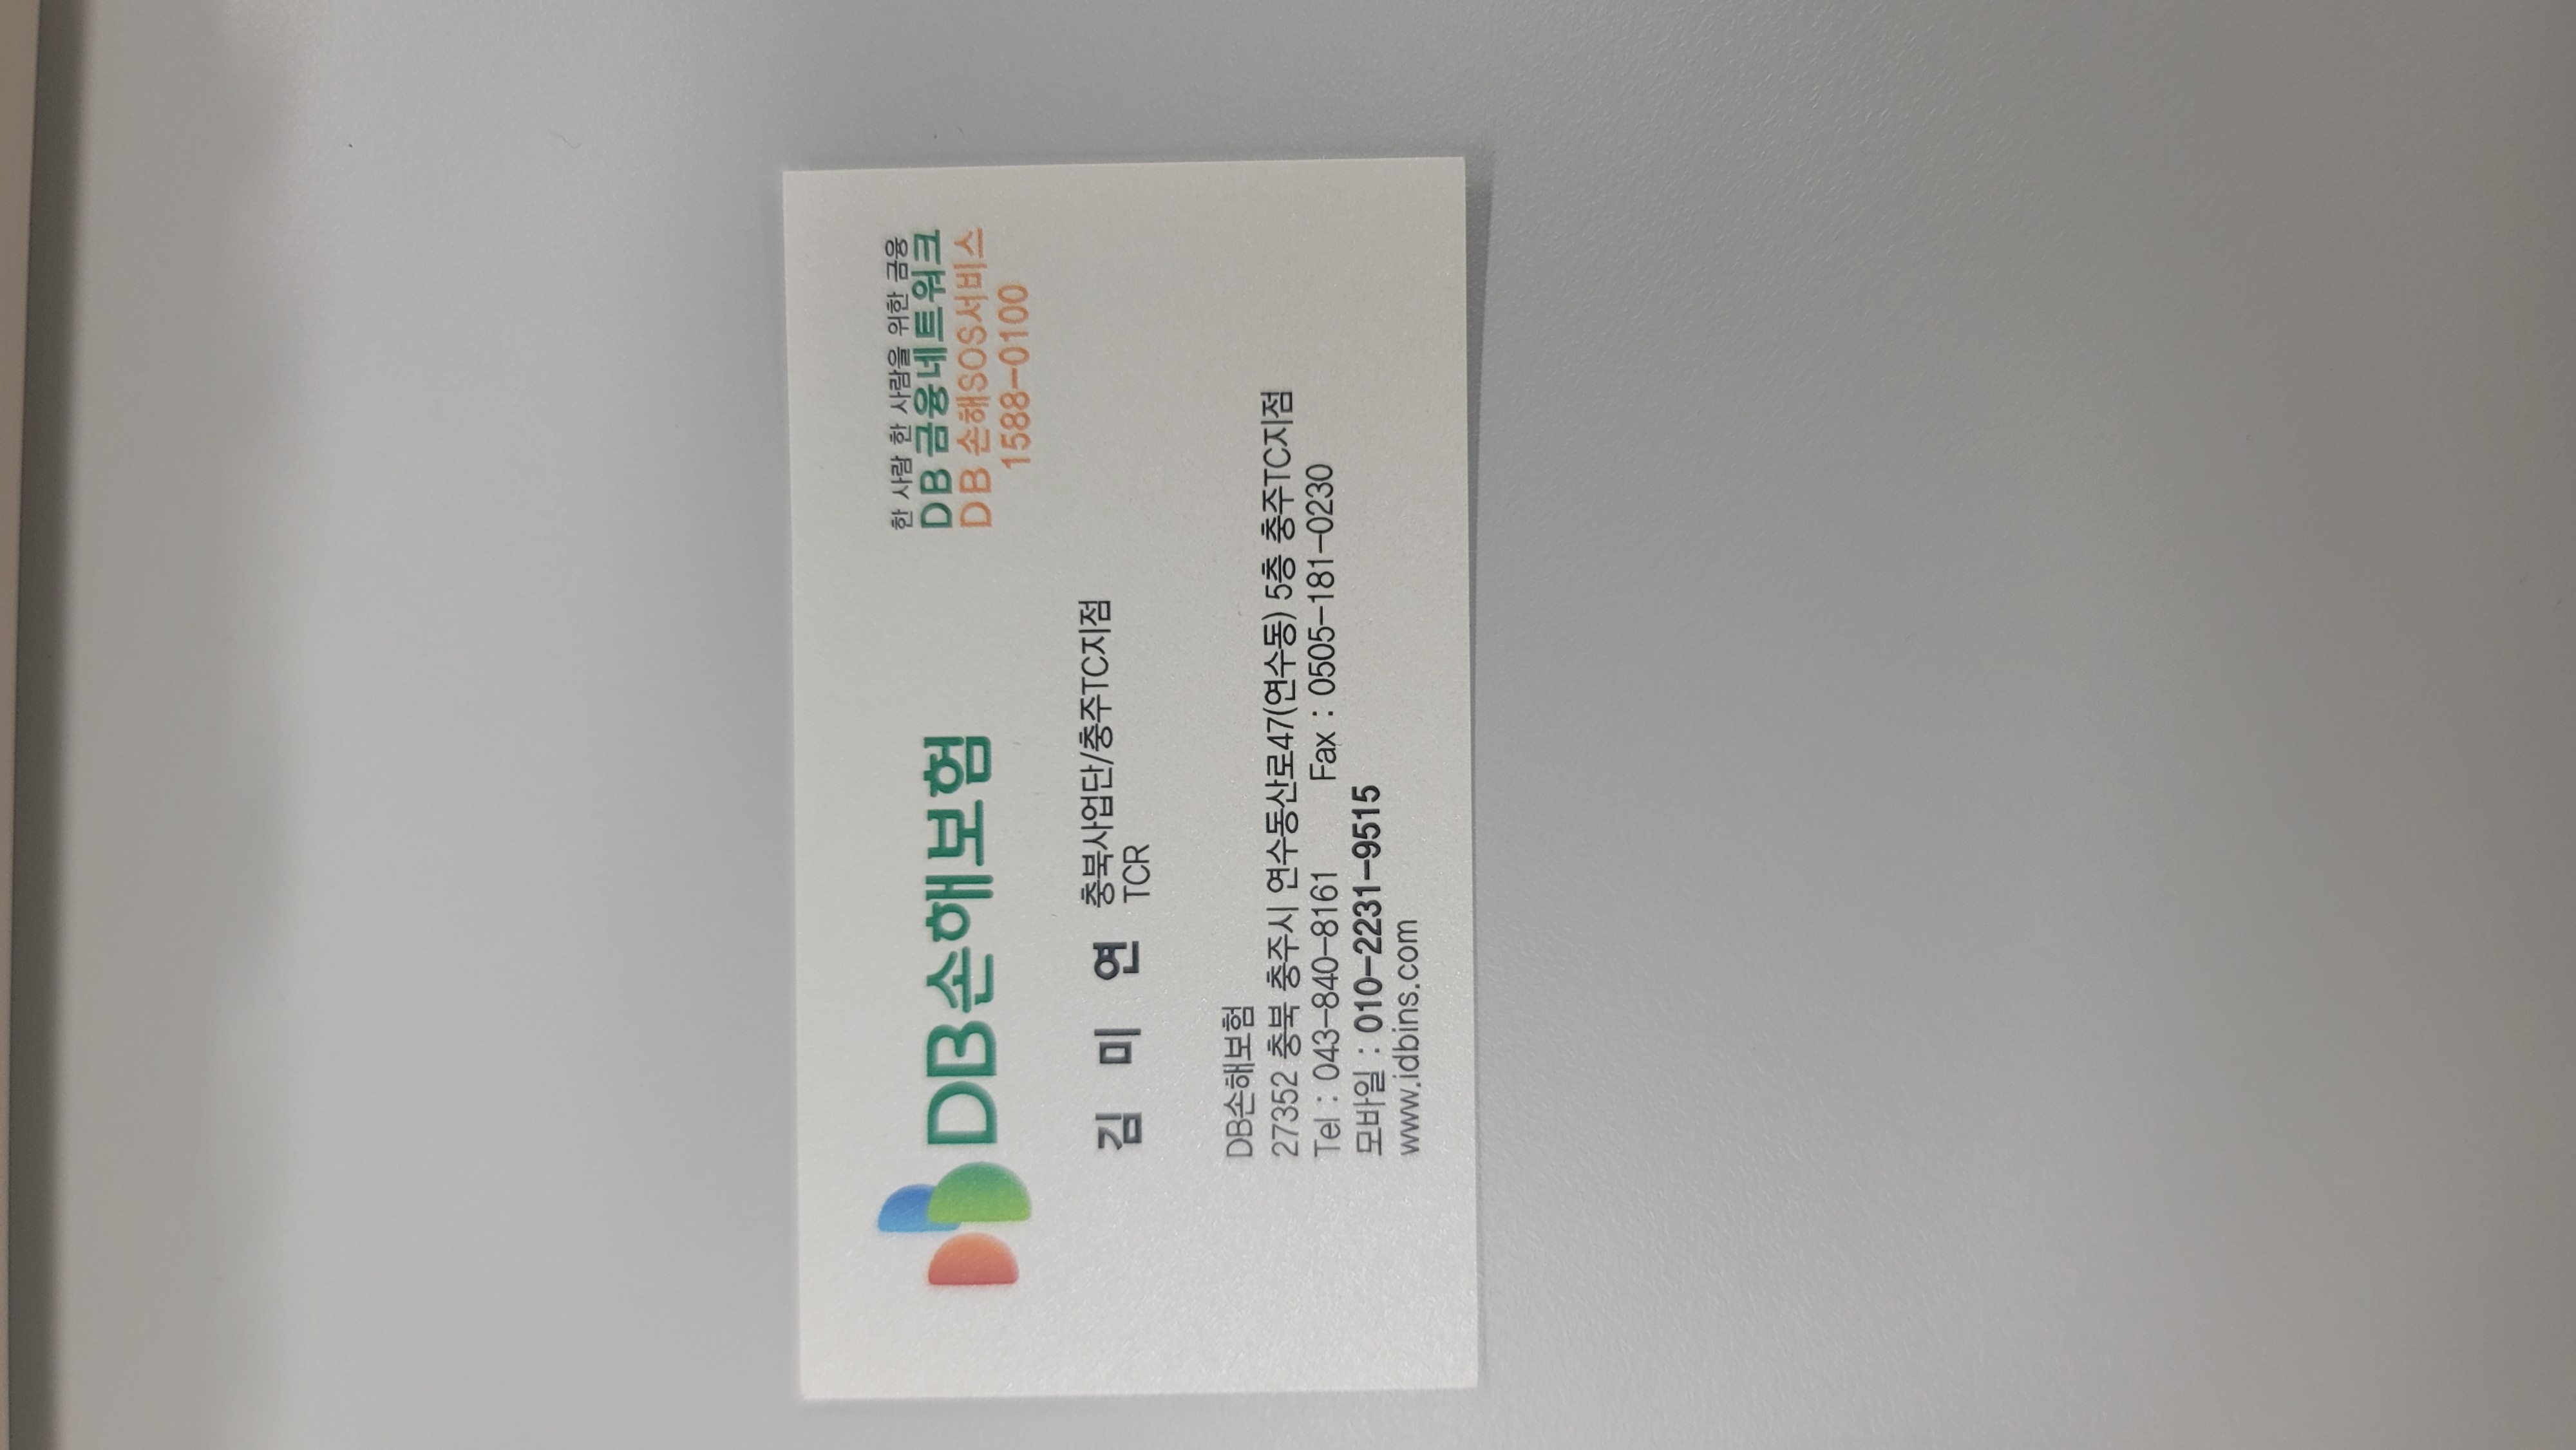 DB손해보험
한 사람 한 사람을 위한 금융
DB금융네트워크
DB 손해SOS서비스
1588-0100
김 미 연 충북사업단/충주TC지점
TCR
DB손해보험
27352 충북 충주시 연수동산로47(연수동) 5층 충주TC지점
Tel : 043-840-8161 Fax : 0505-181-0230
모바일 : 010-2231-9515
www.idbins.com